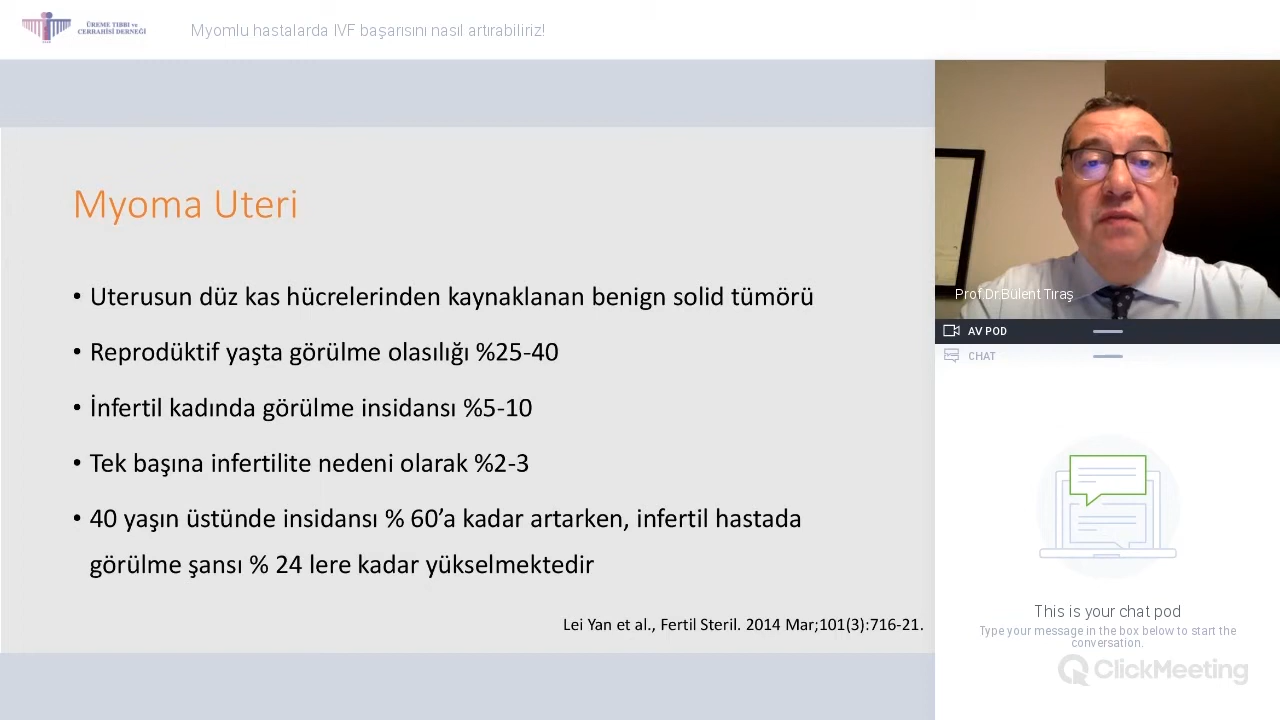 ÜREME TIBBI ve
CERRAHİSİ DERNEĞİ
Myomlu hastalarda IVF başarısını nasıl artırabiliriz!
Myoma Uteri
• Uterusun düz kas hücrelerinden kaynaklanan benign solid tümörü
• Reprodüktif yaşta görülme olasılığı %25-40
• İnfertil kadında görülme insidansı %5-10
• Tek başına infertilite nedeni olarak %2-3
• 40 yaşın üstünde insidansı % 60’a kadar artarken, infertil hastada
görülme şansı % 24 lere kadar yükselmektedir
Lei Yan et al., Fertil Steril. 2014 Mar;101(3):716-21.
Prof.Dr.Bülent Tıraş
AV POD
CHAT
This is your chat pod
Type your message in the box below to start the
conversation.
ClickMeeting